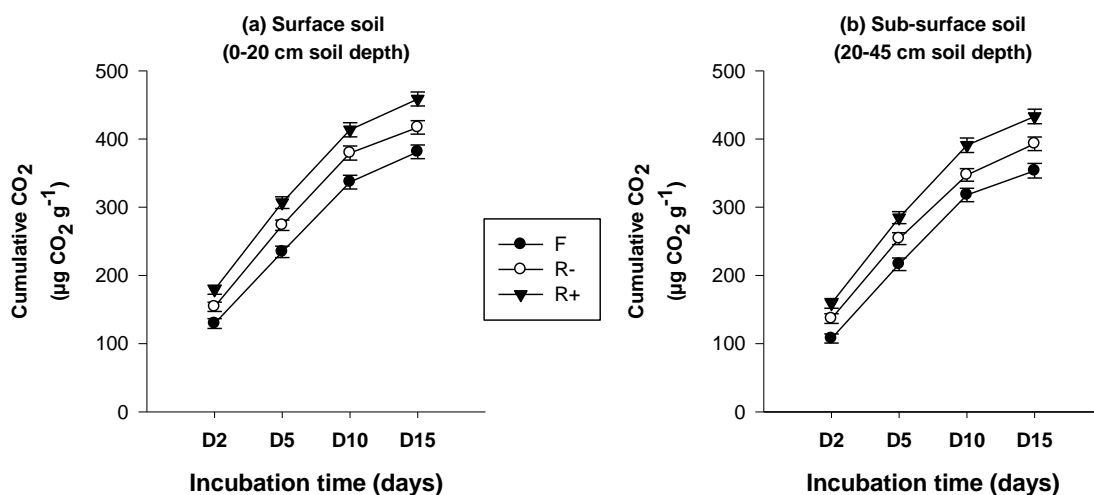 (a) Surface soil
(0-20 cm soil depth)
500
400
300
200
100
0
Cumulative CO2
(µg CO2 g-1)
D2 D5 D10 D15
Incubation time (days)
F
R-
R+
(b) Sub-surface soil
(20-45 cm soil depth)
500
400
300
200
100
0
Cumulative CO2
(µg CO2 g-1)
D2 D5 D10 D15
Incubation time (days)